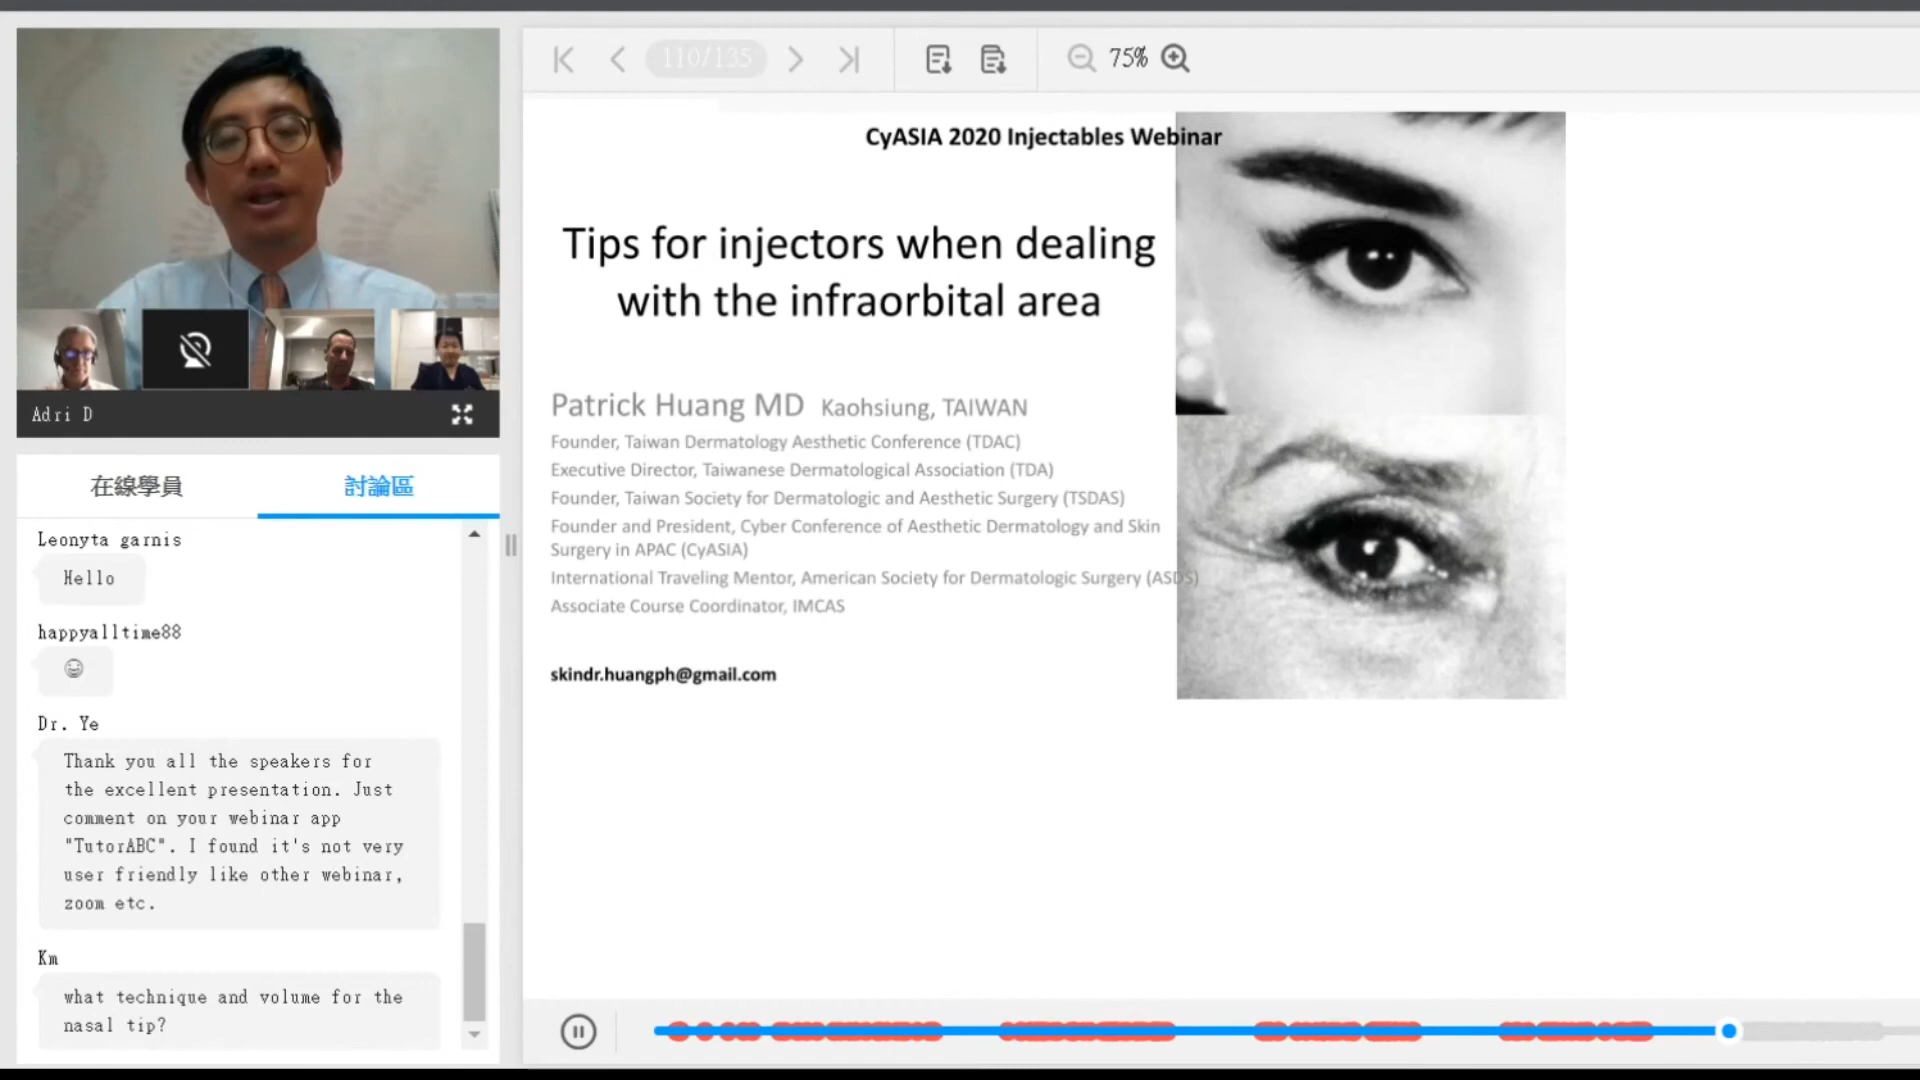 110/135
75%
Adri D
在線學員
討論區
Leonyta garnis
Hello
happyalltime88
Dr. Ye
Thank you all the speakers for
the excellent presentation. Just
comment on your webinar app
"TutorABC". I found it's not very
user friendly like other webinar,
zoom etc.
Km
what technique and volume for the
nasal tip?
CyASIA 2020 Injectables Webinar
Tips for injectors when dealing
with the infraorbital area
Patrick Huang MD Kaohsiung, TAIWAN
Founder, Taiwan Dermatology Aesthetic Conference (TDAC)
Executive Director, Taiwanese Dermatological Association (TDA)
Founder, Taiwan Society for Dermatologic and Aesthetic Surgery (TSDAS)
Founder and President, Cyber Conference of Aesthetic Dermatology and Skin
Surgery in APAC (CyASIA)
International Traveling Mentor, American Society for Dermatologic Surgery (ASDS)
Associate Course Coordinator, IMCAS
skindr.huangph@gmail.com